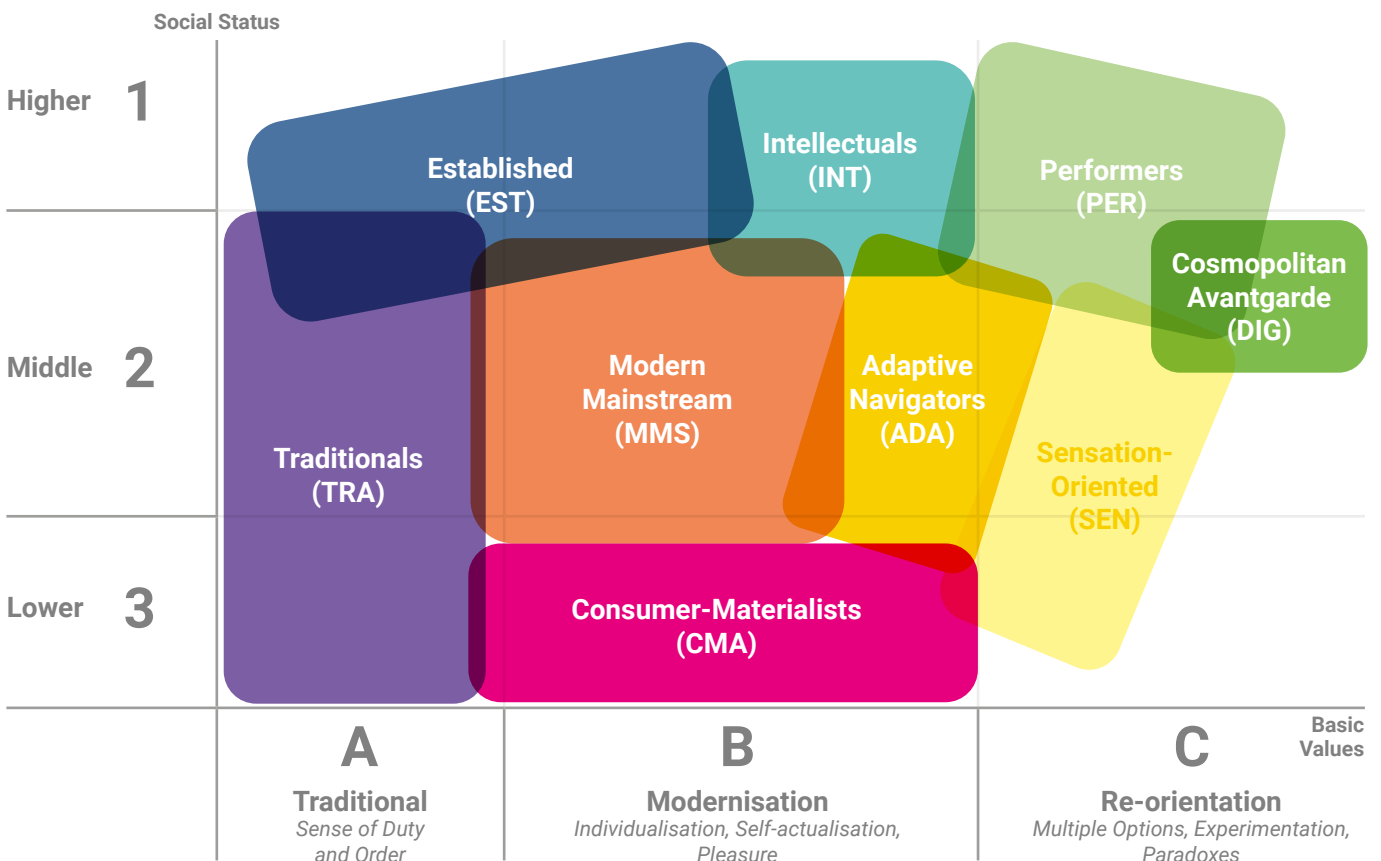 Social Status
Higher 1
Established
(EST)
Intellectuals
(INT)
Performers
(PER)
Middle 2
Cosmopolitan
Avantgarde
(DIG)
Modern
Mainstream
(MMS)
Adaptive
Navigators
(ADA)
Traditionals
(TRA)
Sensation-
Oriented
(SEN)
Lower 3
Consumer-Materialists
(CMA)
Basic
Values
A
Traditional
Sense of Duty
and Order
B
Modernisation
Individualisation, Self-actualisation,
Pleasure
C
Re-orientation
Multiple Options, Experimentation,
Paradoxes